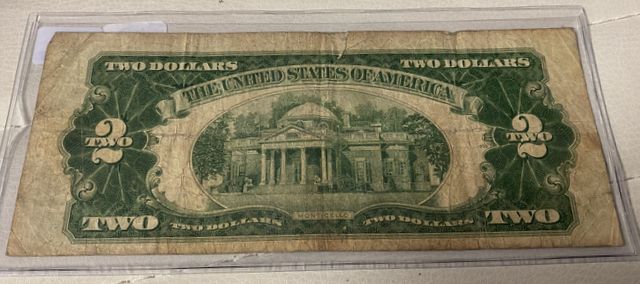 TWO DOLLARS
TWO DOLLARS
THE UNITED STATES OF AMERICA
2
TWO
2
TWO
MONTICELLO
TWO
TWO DOLLARS
TWO DOLLARS
TWO